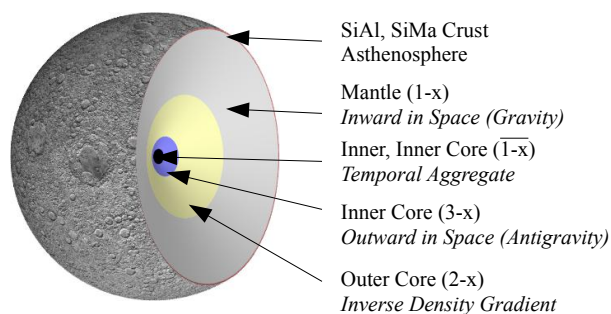 SiAl, SiMa Crust
Asthenosphere
Mantle (1-x)
Inward in Space (Gravity)
Inner, Inner Core (1̅-̅x̅)
Temporal Aggregate
Inner Core (3-x)
Outward in Space (Antigravity)
Outer Core (2-x)
Inverse Density Gradient